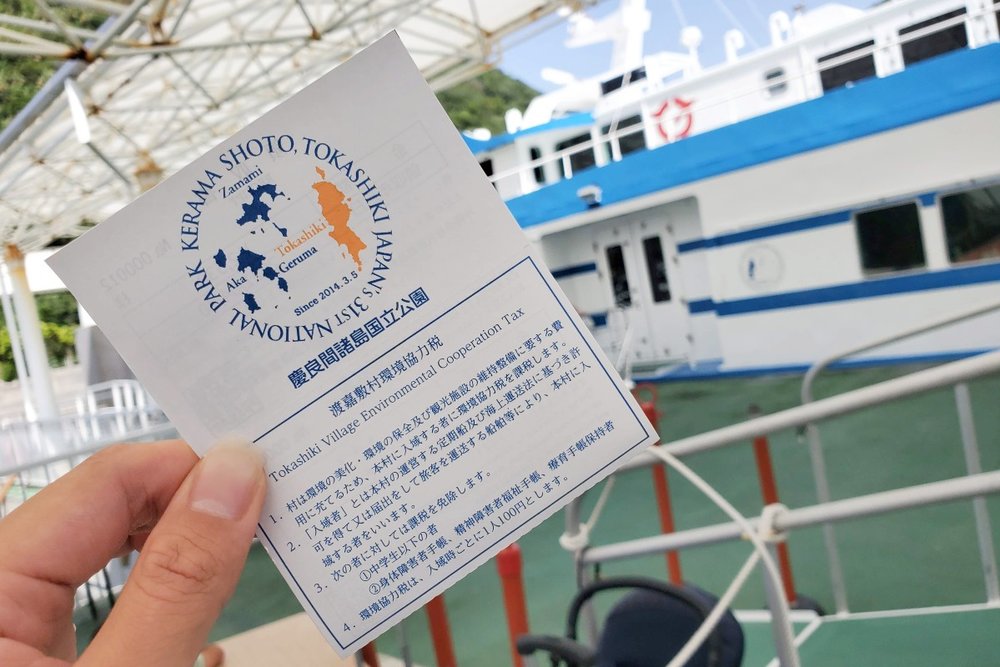 PARK KERAMA SHOTO, TOKASHIKI JAPAN'S 31ST NATIONAL
Zamami
Tokashiki
Aka
Geruma
Since 2014.3.5
慶良間諸島国立公園
渡嘉敷村環境協力税
Tokashiki Village Environmental Cooperation Tax
1. 村は環境の美化・環境の保全及び観光施設の維持整備に要する費
用に充てるため、本村に入域する者に環境協力税を課税します。
2. 「入域者」とは本村の運営する定期船及び海上運送法に基づき許
可を得て又は届出をして旅客を運送する船舶等により、本村に入
域する者をいいます。
3. 次の者に対しては課税を免除します。
①中学生以下の者
②身体障害者手帳、精神障害者福祉手帳、療育手帳保持者
4. 環境協力税は、入域時ごとに1人100円とします。